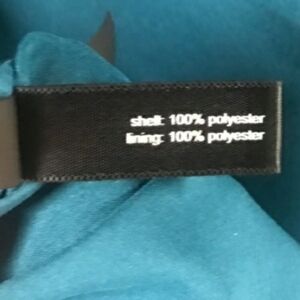 shell: 100% polyester
lining: 100% polyester